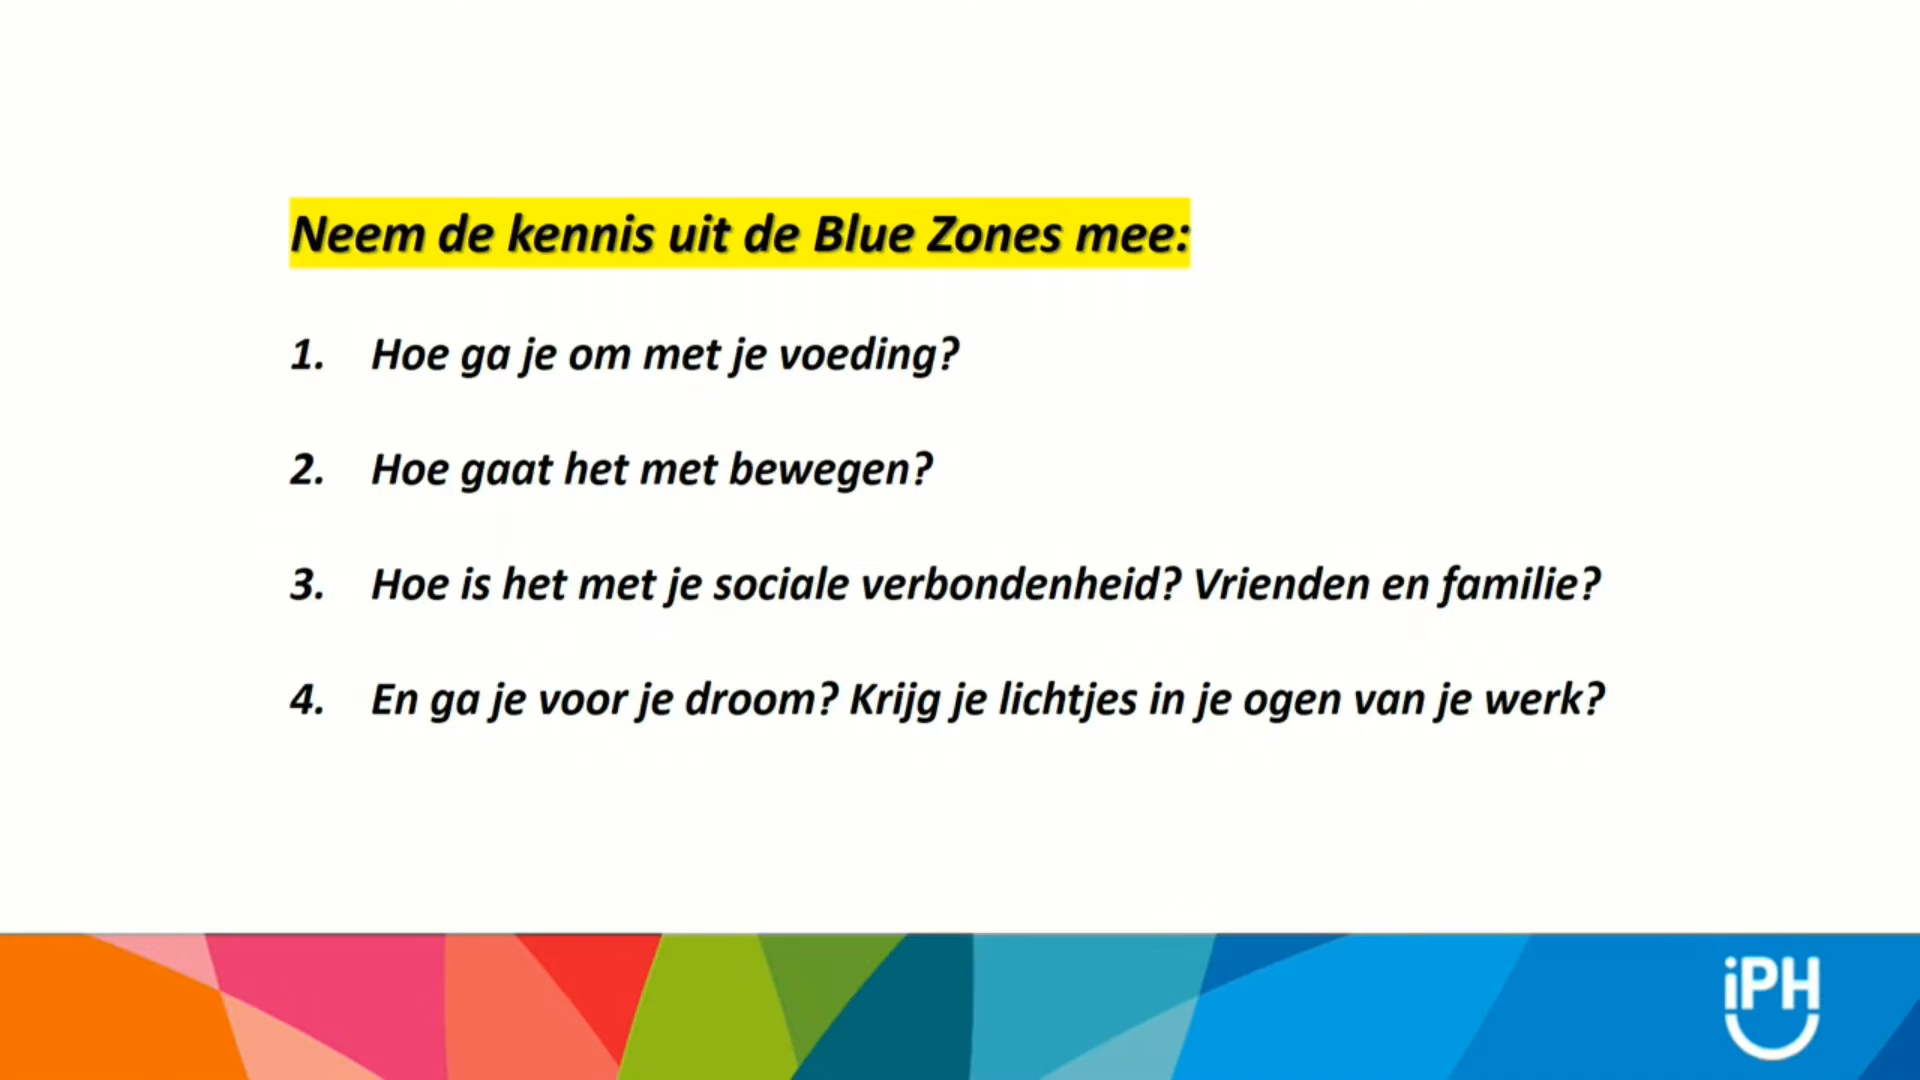 Neem de kennis uit de Blue Zones mee:
1. Hoe ga je om met je voeding?
2. Hoe gaat het met bewegen?
3. Hoe is het met je sociale verbondenheid? Vrienden en familie?
4. En ga je voor je droom? Krijg je lichtjes in je ogen van je werk?
iPH